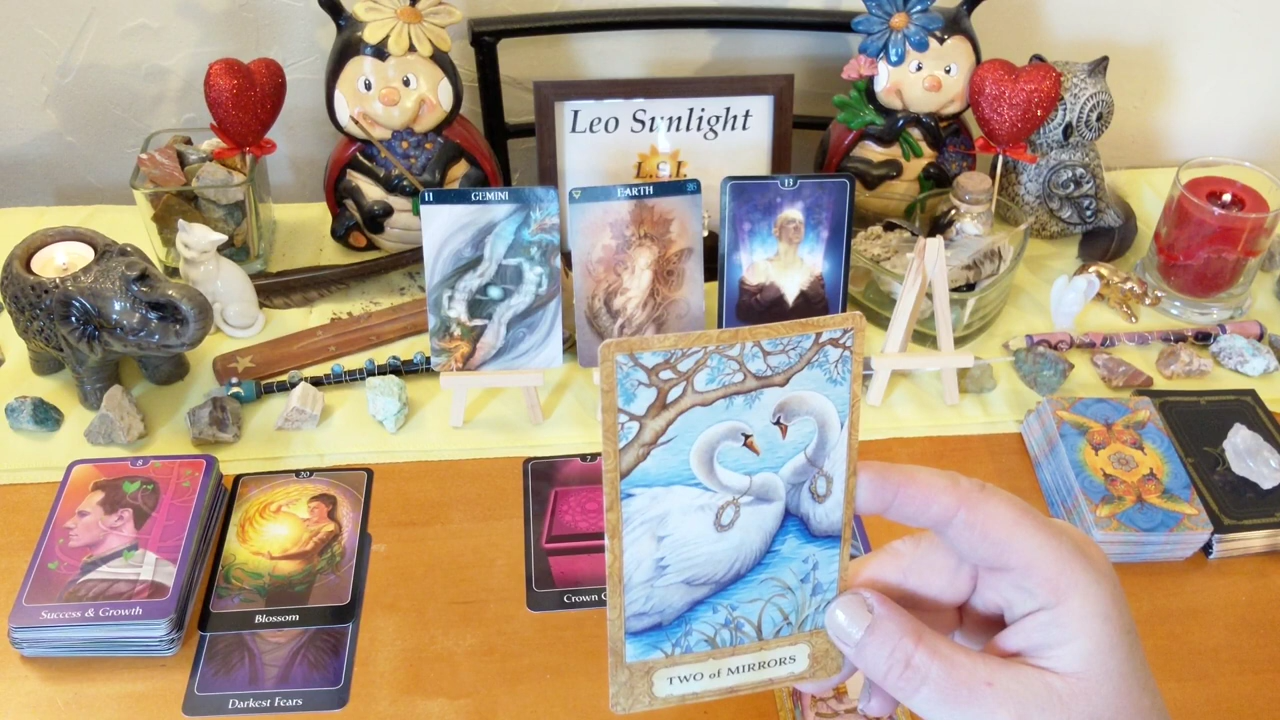 Leo Sunlight
L.S.I.
11 GEMINI
EARTH 26
13
8
Success & Growth
20
Blossom
Darkest Fears
7
Crown
TWO of MIRRORS